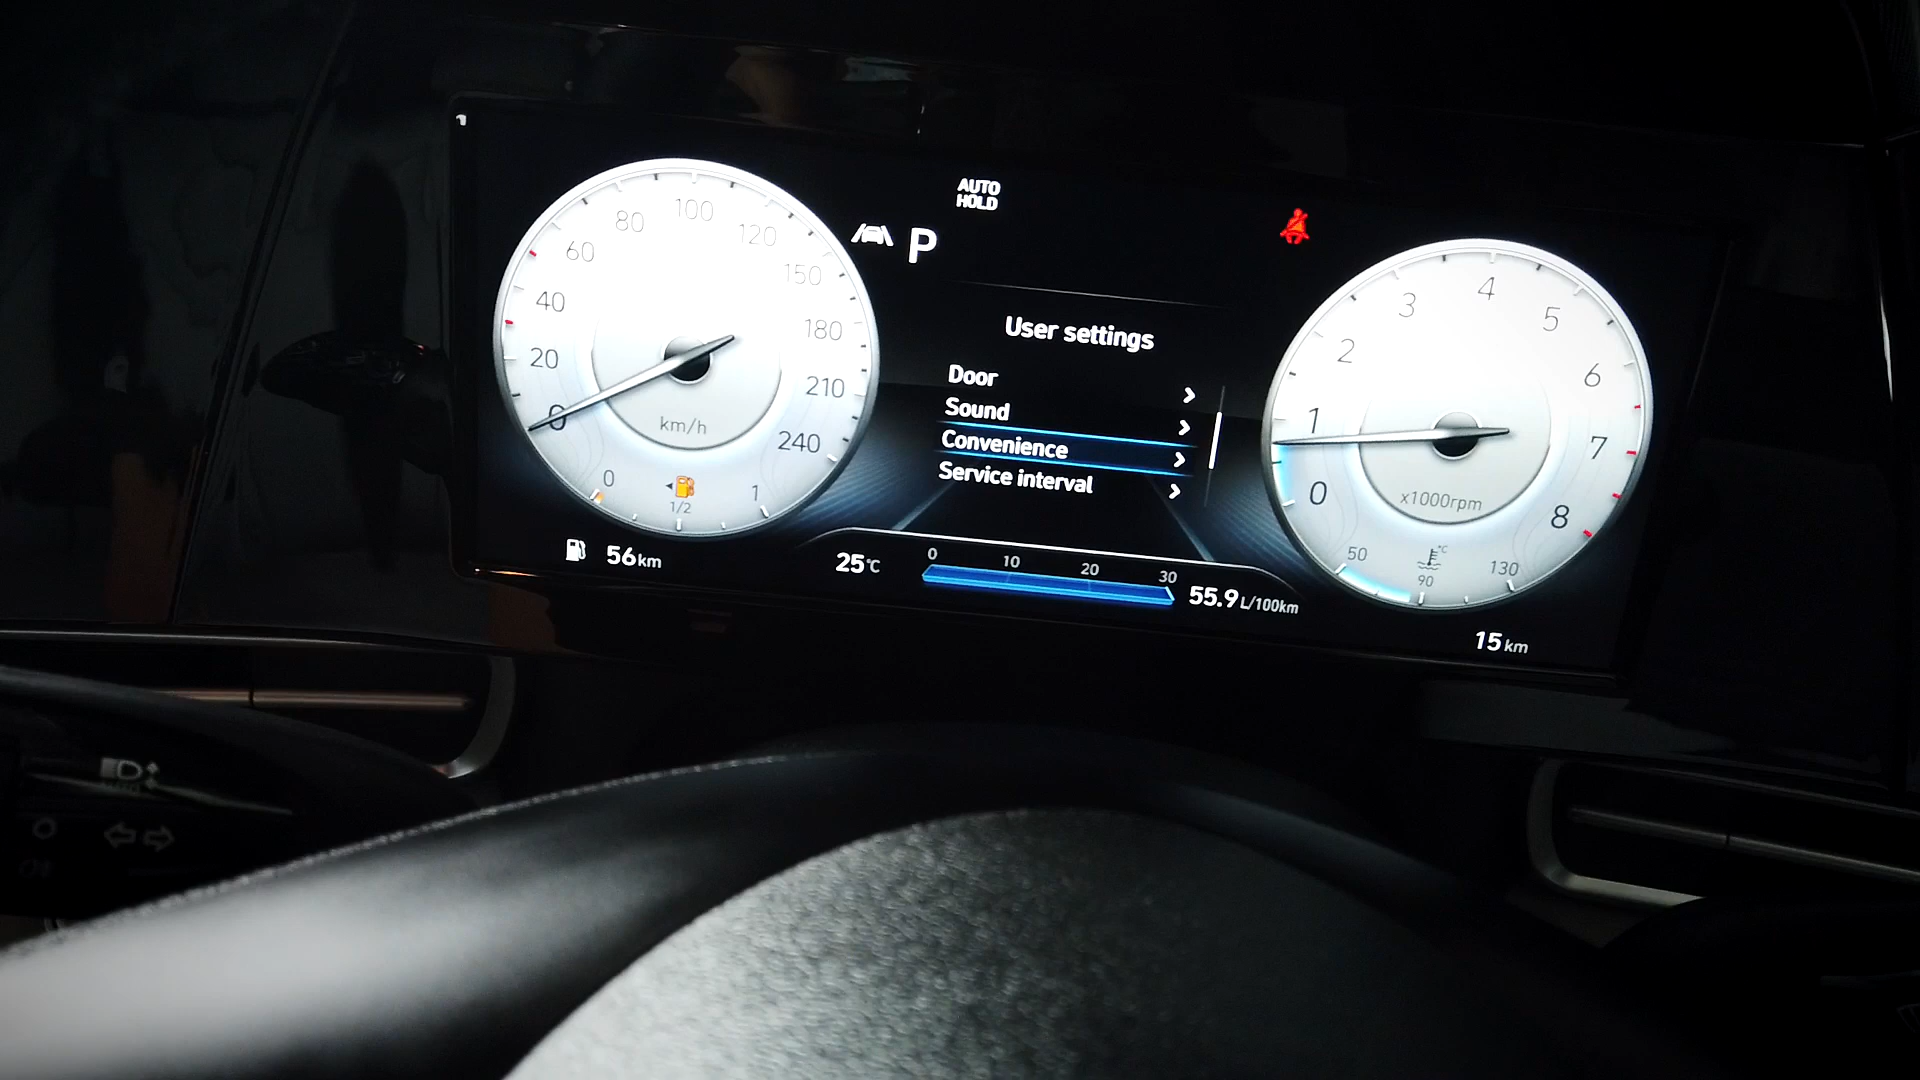 AUTO
HOLD
P
0
20
40
60
80
100
120
150
180
210
240
km/h
0
1/2
1
User settings
Door
Sound
Convenience
Service interval
0
1
2
3
4
5
6
7
8
x1000rpm
50
90
130
°C
56 km
25°C
0
10
20
30
55.9 L/100km
15 km